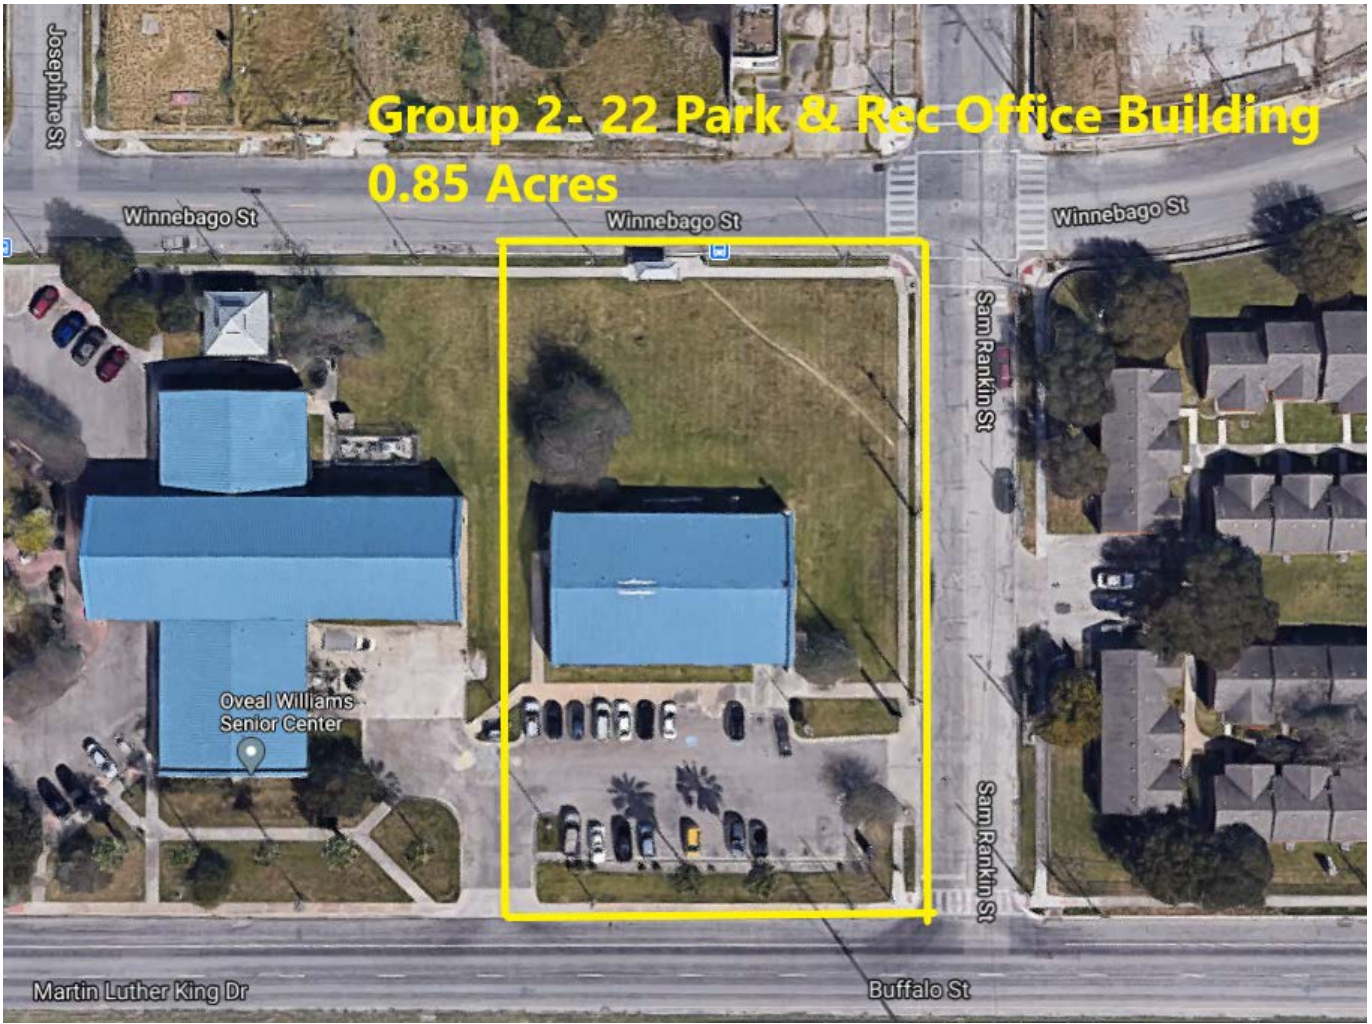 Josephine St
Group 2- 22 Park & Rec Office Building
0.85 Acres
Winnebago St
Winnebago St
Winnebago St
Sam Rankin St
Oveal Williams
Senior Center
Sam Rankin St
Martin Luther King Dr
Buffalo St